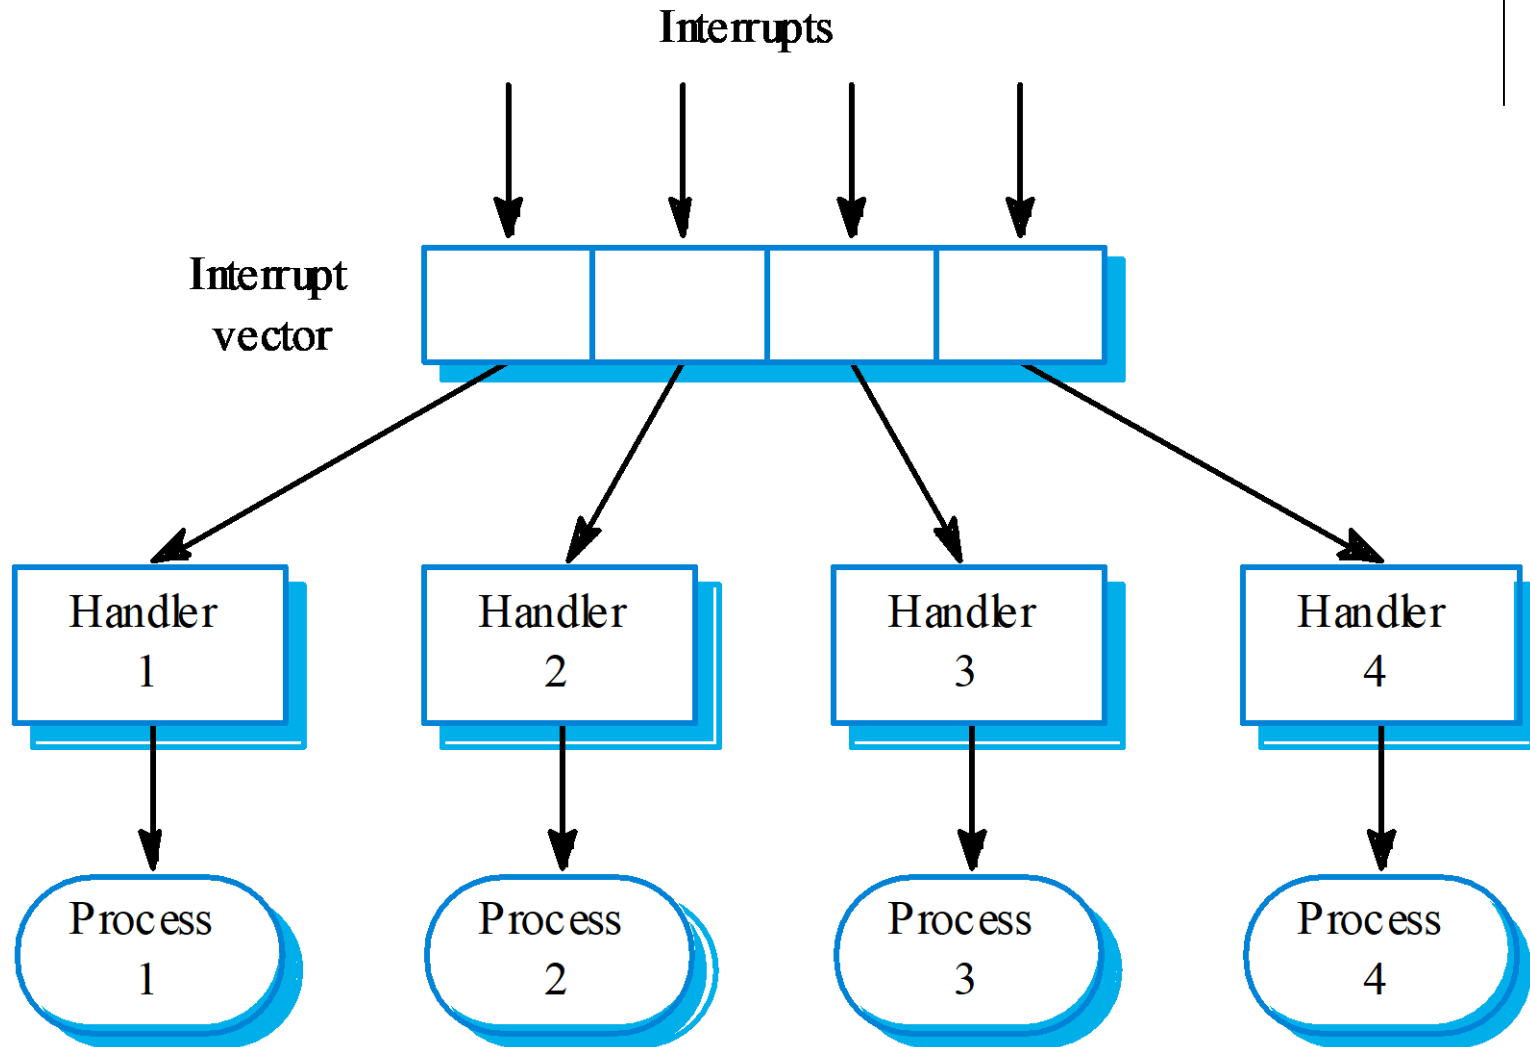 Interrupts
Interrupt
vector
Handler
1
Handler
2
Handler
3
Handler
4
Process
1
Process
2
Process
3
Process
4